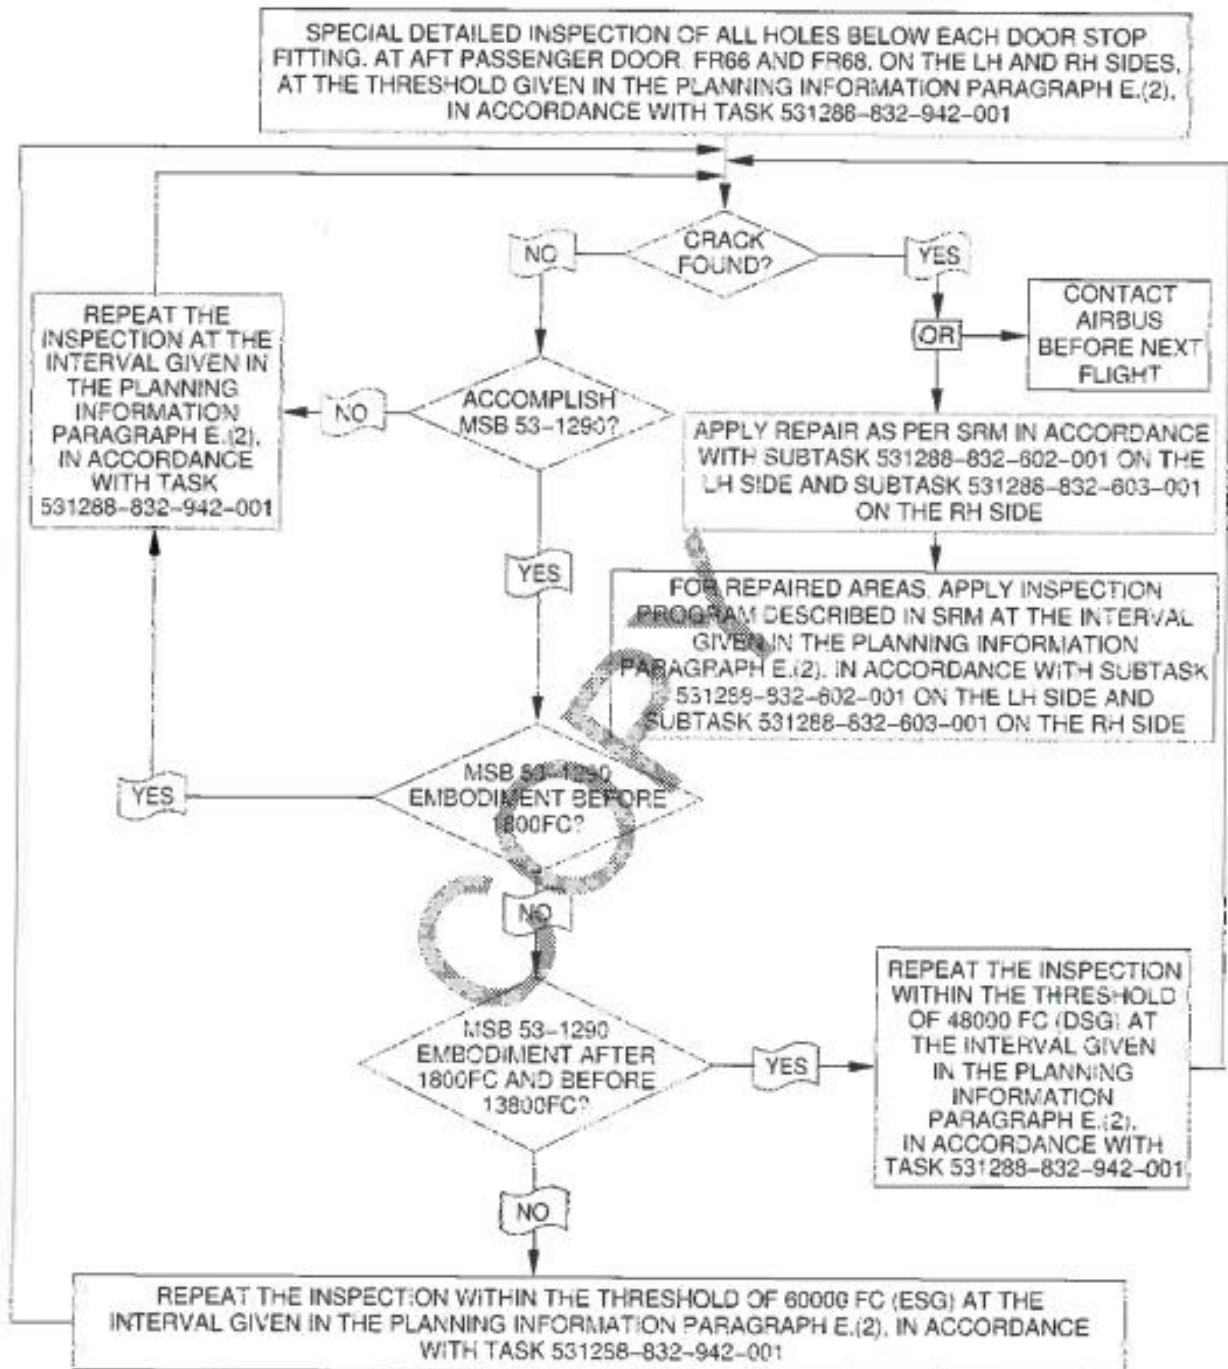 SPECIAL DETAILED INSPECTION OF ALL HOLES BELOW EACH DOOR STOP
FITTING, AT AFT PASSENGER DOOR, FR66 AND FR68, ON THE LH AND RH SIDES,
AT THE THRESHOLD GIVEN IN THE PLANNING INFORMATION PARAGRAPH E.(2),
IN ACCORDANCE WITH TASK 531288-832-942-001
CRACK
FOUND?
NO
YES
OR
CONTACT
AIRBUS
BEFORE NEXT
FLIGHT
REPEAT THE
INSPECTION AT THE
INTERVAL GIVEN IN
THE PLANNING
INFORMATION
PARAGRAPH E.(2),
IN ACCORDANCE
WITH TASK
531288-832-942-001
NO
ACCOMPLISH
MSB 53-1290?
APPLY REPAIR AS PER SRM IN ACCORDANCE
WITH SUBTASK 531288-832-602-001 ON THE
LH SIDE AND SUBTASK 531288-832-603-001
ON THE RH SIDE
YES
FOR REPAIRED AREAS, APPLY INSPECTION
PROGRAM DESCRIBED IN SRM AT THE INTERVAL
GIVEN IN THE PLANNING INFORMATION
PARAGRAPH E.(2), IN ACCORDANCE WITH SUBTASK
531288-832-602-001 ON THE LH SIDE AND
SUBTASK 531288-832-603-001 ON THE RH SIDE
YES
MSB 53-1290
EMBODIMENT BEFORE
1800FC?
NO
MSB 53-1290
EMBODIMENT AFTER
1800FC AND BEFORE
13800FC?
YES
REPEAT THE INSPECTION
WITHIN THE THRESHOLD
OF 48000 FC (DSG) AT
THE INTERVAL GIVEN
IN THE PLANNING
INFORMATION
PARAGRAPH E.(2),
IN ACCORDANCE WITH
TASK 531288-832-942-001
NO
REPEAT THE INSPECTION WITHIN THE THRESHOLD OF 60000 FC (ESG) AT THE
INTERVAL GIVEN IN THE PLANNING INFORMATION PARAGRAPH E.(2), IN ACCORDANCE
WITH TASK 531288-832-942-001
COPY